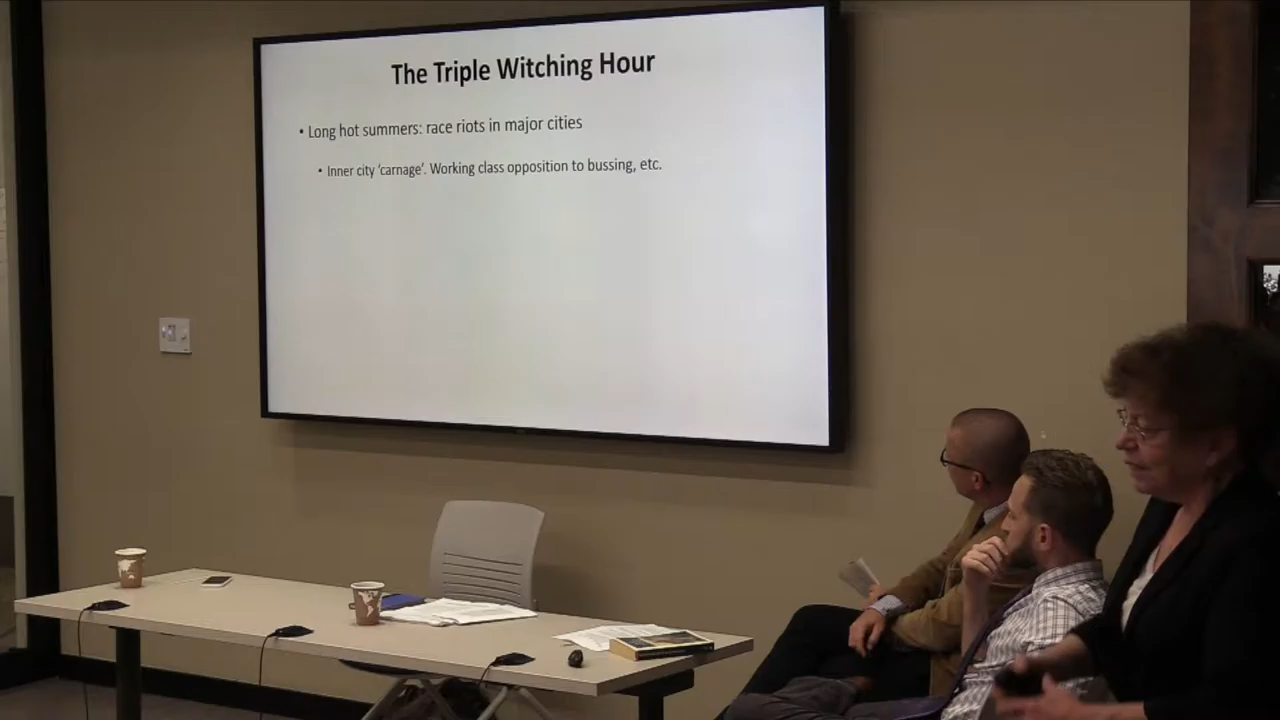 The Triple Witching Hour
• Long hot summers: race riots in major cities
• Inner city 'carnage'. Working class opposition to bussing, etc.